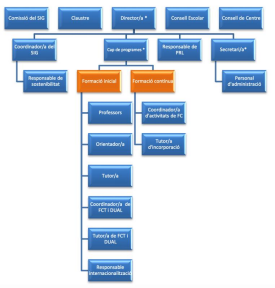 Comissió del SIG
Claustre
Director/a *
Consell Escolar
Consell de Centre
Coordinador/a del
SIG
Cap de programes *
Responsable de
PRL
Secretari/a*
Responsable de
sostenibilitat
Formació inicial
Formació contínua
Personal
d'administració
Professors
Coordinador/a
d'activitats de FC
Orientador/a
Tutor/a
d'incorporació
Tutor/a
Coordinador/a de
FCT i DUAL
Tutor/a de FCT i
DUAL
Responsable
internacionalització